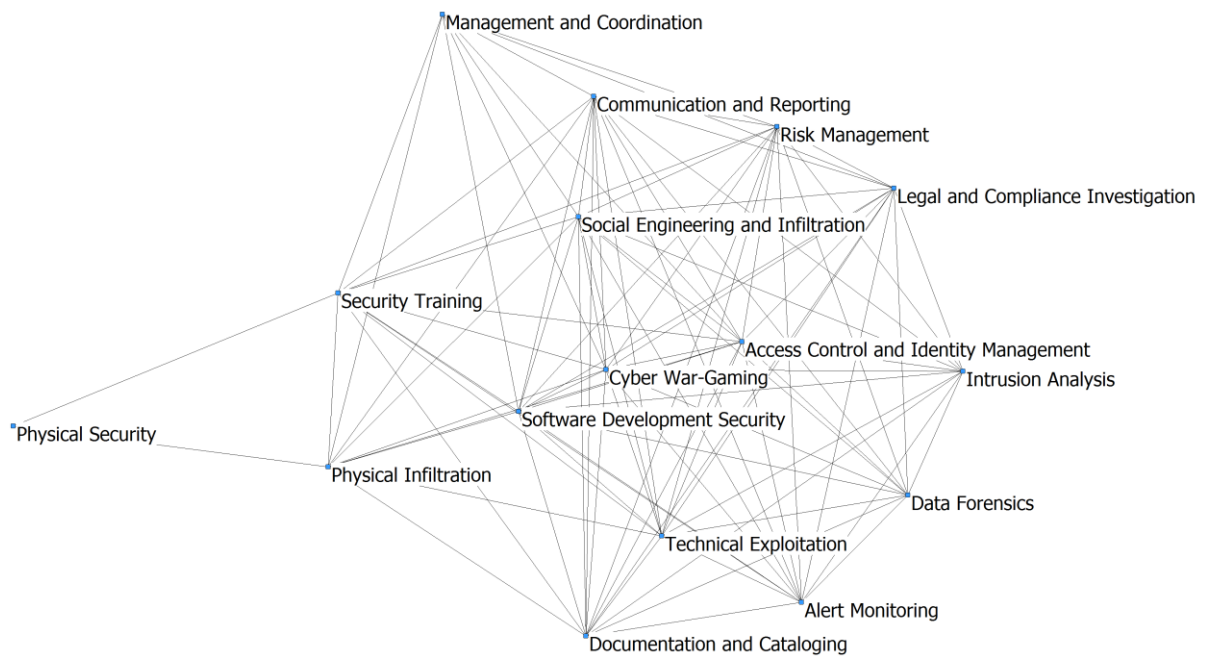 Management and Coordination
Communication and Reporting
Risk Management
Legal and Compliance Investigation
Social Engineering and Infiltration
Security Training
Access Control and Identity Management
Cyber War-Gaming
Intrusion Analysis
Software Development Security
Physical Security
Physical Infiltration
Data Forensics
Technical Exploitation
Alert Monitoring
Documentation and Cataloging